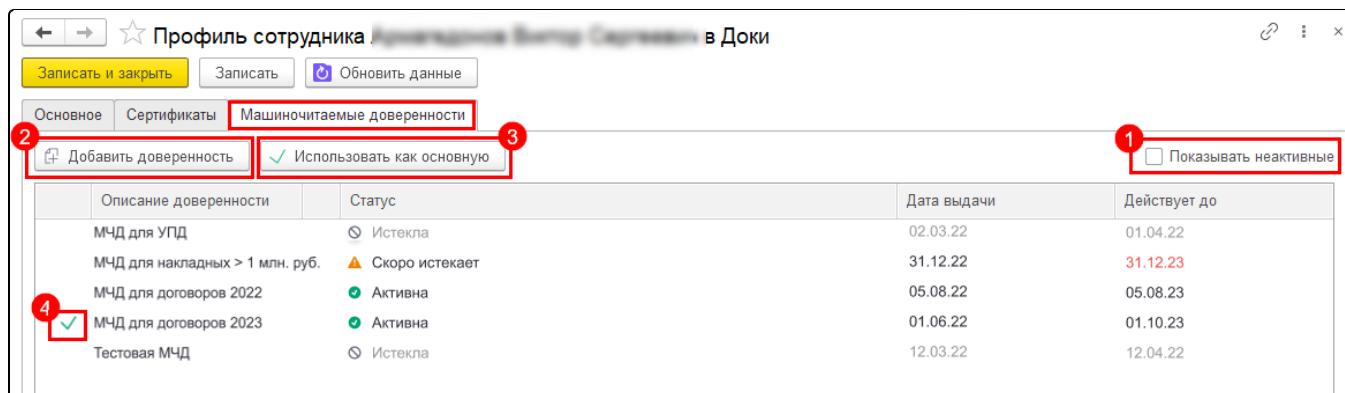 Профиль сотрудника в Доки
Записать и закрыть Записать Обновить данные
Основное Сертификаты Машиночитаемые доверенности
2 3 1
Добавить доверенность Использовать как основную Показывать неактивные
Описание доверенности Статус Дата выдачи Действует до
МЧД для УПД Истекла 02.03.22 01.04.22
МЧД для накладных > 1 млн. руб. Скоро истекает 31.12.22 31.12.23
МЧД для договоров 2022 Активна 05.08.22 05.08.23
4
МЧД для договоров 2023 Активна 01.06.22 01.10.23
Тестовая МЧД Истекла 12.03.22 12.04.22